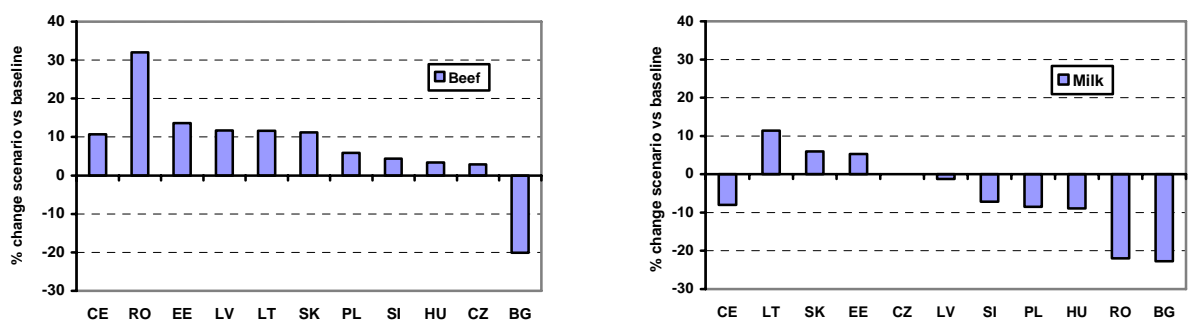 % change scenario vs baseline
40
30
20
10
0
-10
-20
-30
Beef
CE RO EE LV LT SK PL SI HU CZ BG
% change scenario vs baseline
40
30
20
10
0
-10
-20
-30
Milk
CE LT SK EE CZ LV SI PL HU RO BG